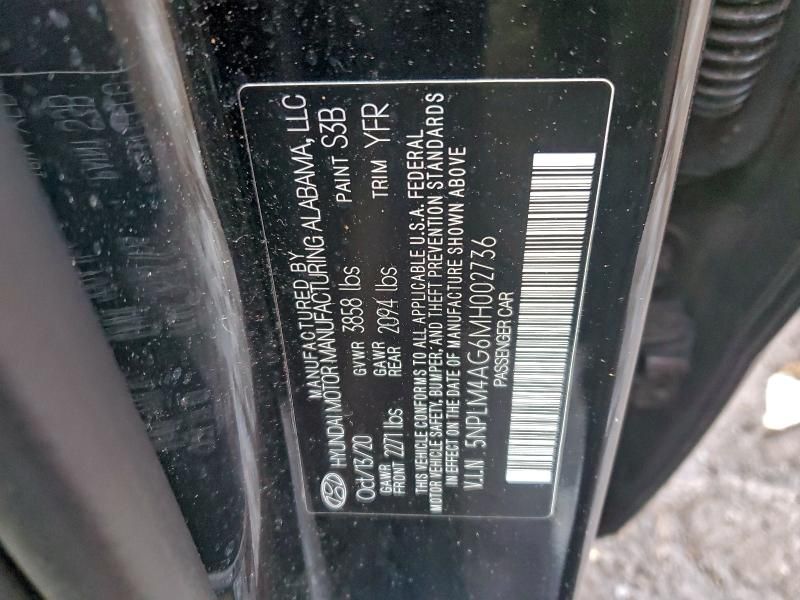 MANUFACTURED BY
HYUNDAI MOTOR MANUFACTURING ALABAMA, LLC
Oct/13/20 GVWR 3858 lbs PAINT S3B
GAWR FRONT 2271 lbs GAWR REAR 2094 lbs TRIM YFR
THIS VEHICLE CONFORMS TO ALL APPLICABLE U.S.A. FEDERAL
MOTOR VEHICLE SAFETY, BUMPER, AND THEFT PREVENTION STANDARDS
IN EFFECT ON THE DATE OF MANUFACTURE SHOWN ABOVE
V.I.N. 5NPLM4AG6MH002736
PASSENGER CAR